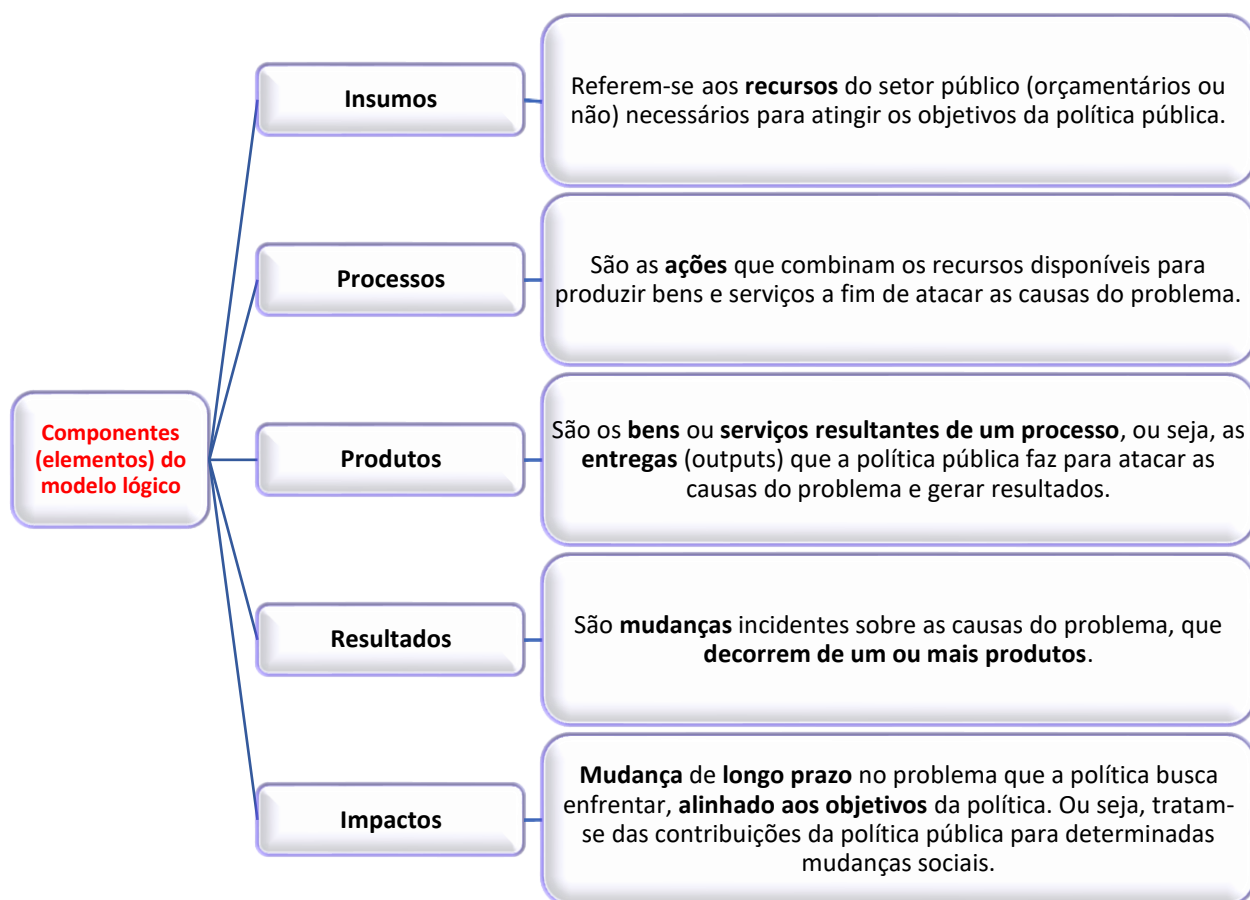 Insumos
Referem-se aos recursos do setor público (orçamentários ou
não) necessários para atingir os objetivos da política pública.
Processos
São as ações que combinam os recursos disponíveis para
produzir bens e serviços a fim de atacar as causas do problema.
Componentes
(elementos) do
modelo lógico
Produtos
São os bens ou serviços resultantes de um processo, ou seja, as
entregas (outputs) que a política pública faz para atacar as
causas do problema e gerar resultados.
Resultados
São mudanças incidentes sobre as causas do problema, que
decorrem de um ou mais produtos.
Impactos
Mudança de longo prazo no problema que a política busca
enfrentar, alinhado aos objetivos da política. Ou seja, tratam-
se das contribuições da política pública para determinadas
mudanças sociais.